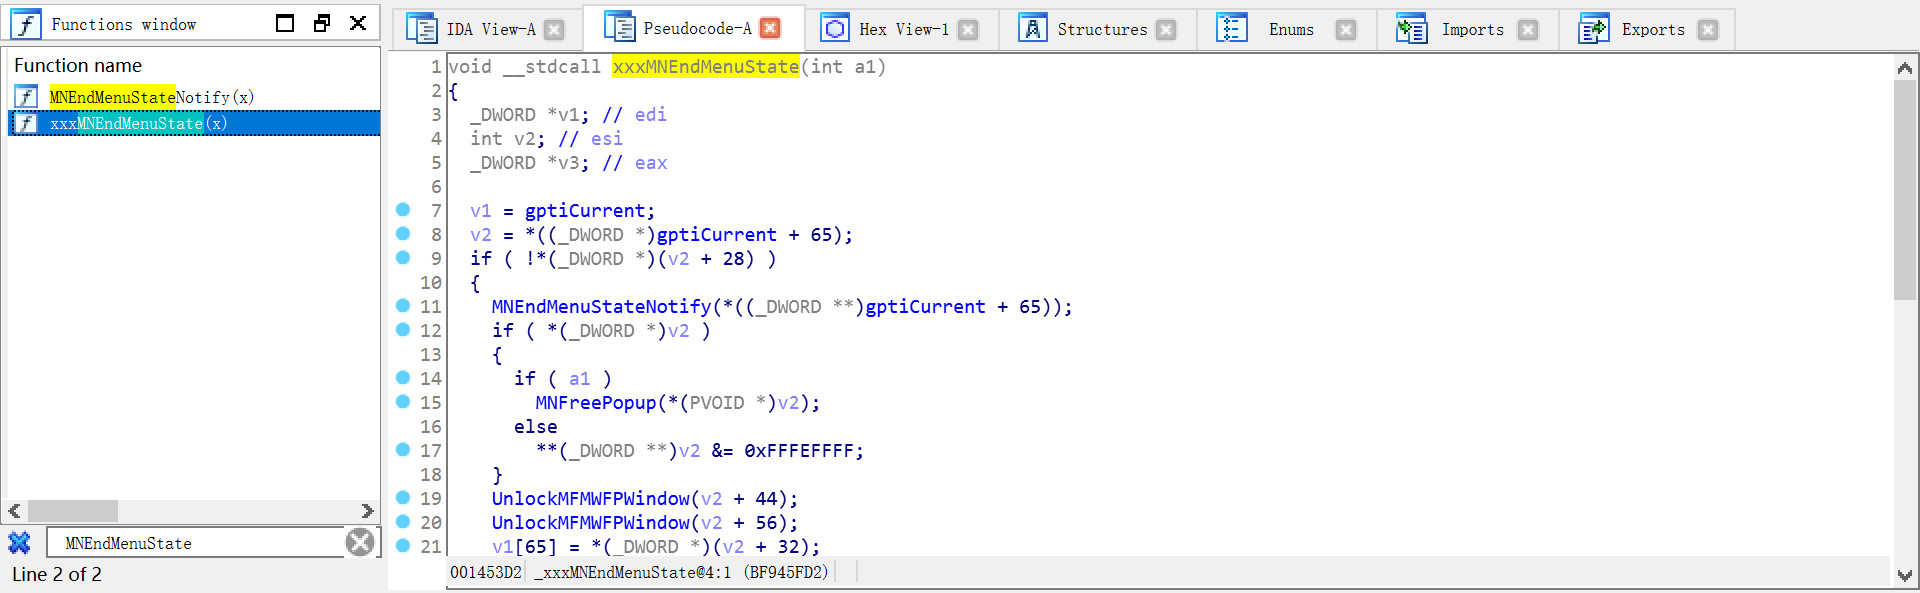 Functions window
Function name
MNEndMenuStateNotify(x)
xxxMNEndMenuState(x)
MNEndMenuState
Line 2 of 2
IDA View-A
Pseudocode-A
Hex View-1
Structures
Enums
Imports
Exports
1 void __stdcall xxxMNEndMenuState(int a1)
2 {
3 _DWORD *v1; // edi
4 int v2; // esi
5 _DWORD *v3; // eax
6
7 v1 = gptiCurrent;
8 v2 = *((_DWORD *)gptiCurrent + 65);
9 if ( !*(_DWORD *)(v2 + 28) )
10 {
11 MNEndMenuStateNotify(*((_DWORD **)gptiCurrent + 65));
12 if ( *(_DWORD *)v2 )
13 {
14 if ( a1 )
15 MNFreePopup(*(PVOID *)v2);
16 else
17 **(_DWORD **)v2 &= 0xFFFEFFFF;
18 }
19 UnlockMFMWFPWindow(v2 + 44);
20 UnlockMFMWFPWindow(v2 + 56);
21 v1[65] = *(_DWORD *)(v2 + 32);
001453D2 _xxxMNEndMenuState@4:1 (BF945FD2)